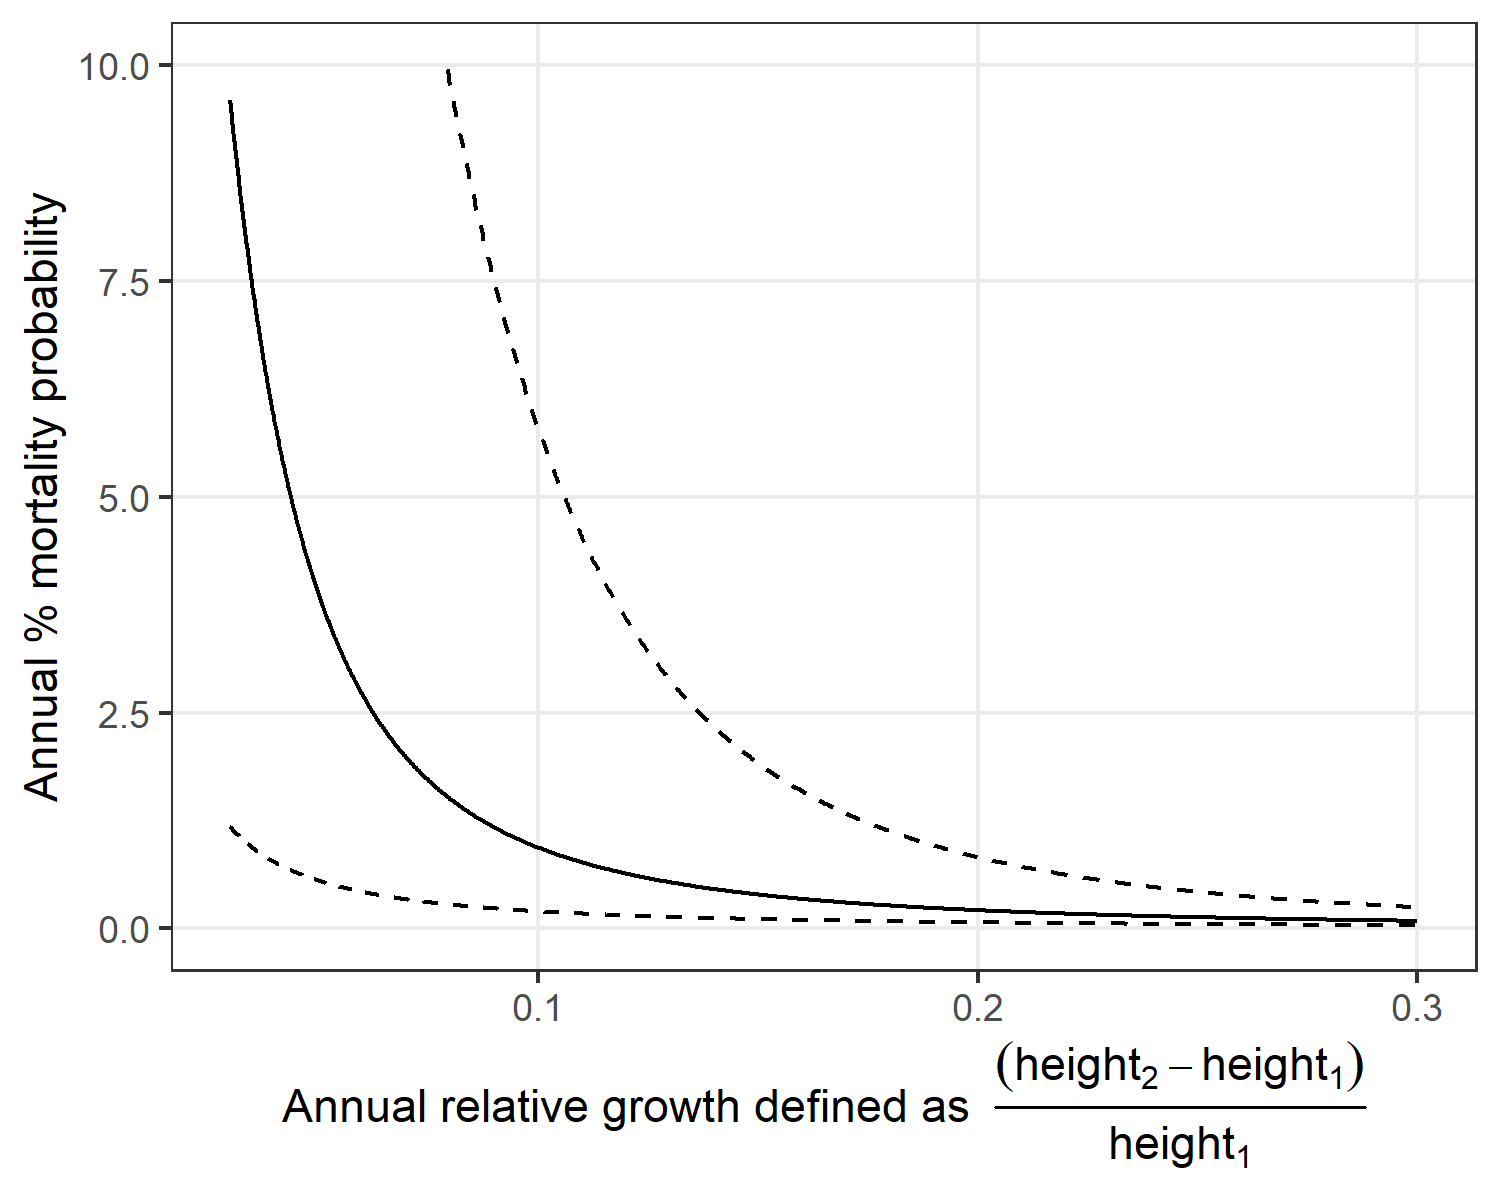 10.0
7.5
5.0
2.5
0.0
Annual % mortality probability
0.1 0.2 0.3
Annual relative growth defined as (height₂ − height₁)
height₁